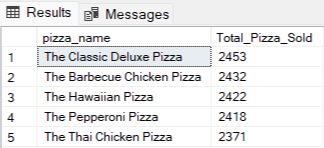 Results Messages
pizza_name Total_Pizza_Sold
1 The Classic Deluxe Pizza 2453
2 The Barbecue Chicken Pizza 2432
3 The Hawaiian Pizza 2422
4 The Pepperoni Pizza 2418
5 The Thai Chicken Pizza 2371